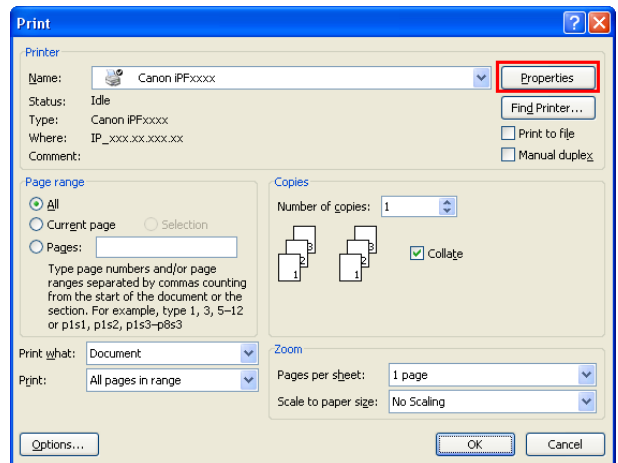 Print
Printer
Name: Canon iPFxxxx Properties
Status: Idle Find Printer...
Type: Canon iPFxxxx
Where: IP_xxx.xx.xxx.xx Print to file
Comment: Manual duplex
Page range
All
Current page Selection
Pages:
Type page numbers and/or page
ranges separated by commas counting
from the start of the document or the
section. For example, type 1, 3, 5–12
or p1s1, p1s2, p1s3–p8s3
Copies
Number of copies: 1
3 3
2 2
1 1
Collate
Print what: Document
Print: All pages in range
Zoom
Pages per sheet: 1 page
Scale to paper size: No Scaling
Options... OK Cancel